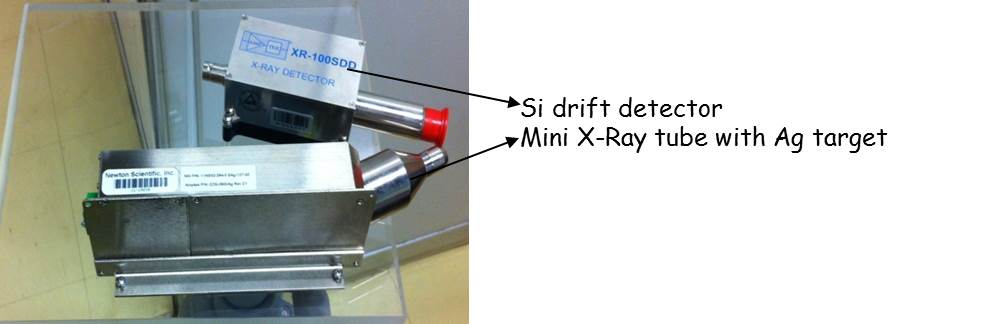 XR-100SDD
X-RAY DETECTOR
Si drift detector
Mini X-Ray tube with Ag target
Newton Scientific, Inc.